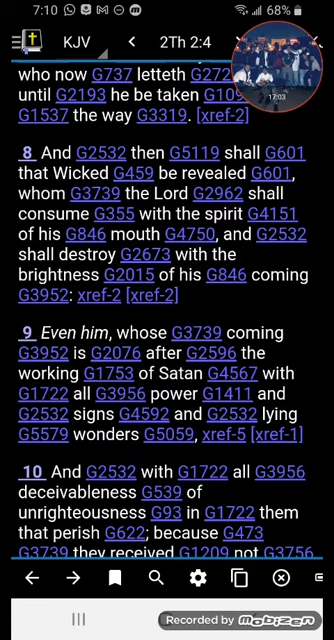 7:10 68%
KJV < 2Th 2:4
who now G737 letteth G272
until G2193 he be taken G109
G1537 the way G3319. [xref-2]
17:03
8 And G2532 then G5119 shall G601
that Wicked G459 be revealed G601,
whom G3739 the Lord G2962 shall
consume G355 with the spirit G4151
of his G846 mouth G4750, and G2532
shall destroy G2673 with the
brightness G2015 of his G846 coming
G3952: xref-2 [xref-2]
9 Even him, whose G3739 coming
G3952 is G2076 after G2596 the
working G1753 of Satan G4567 with
G1722 all G3956 power G1411 and
G2532 signs G4592 and G2532 lying
G5579 wonders G5059, xref-5 [xref-1]
10 And G2532 with G1722 all G3956
deceivableness G539 of
unrighteousness G93 in G1722 them
that perish G622; because G473
G3739 they received G1209 not G3756
Recorded by MOBIZEN